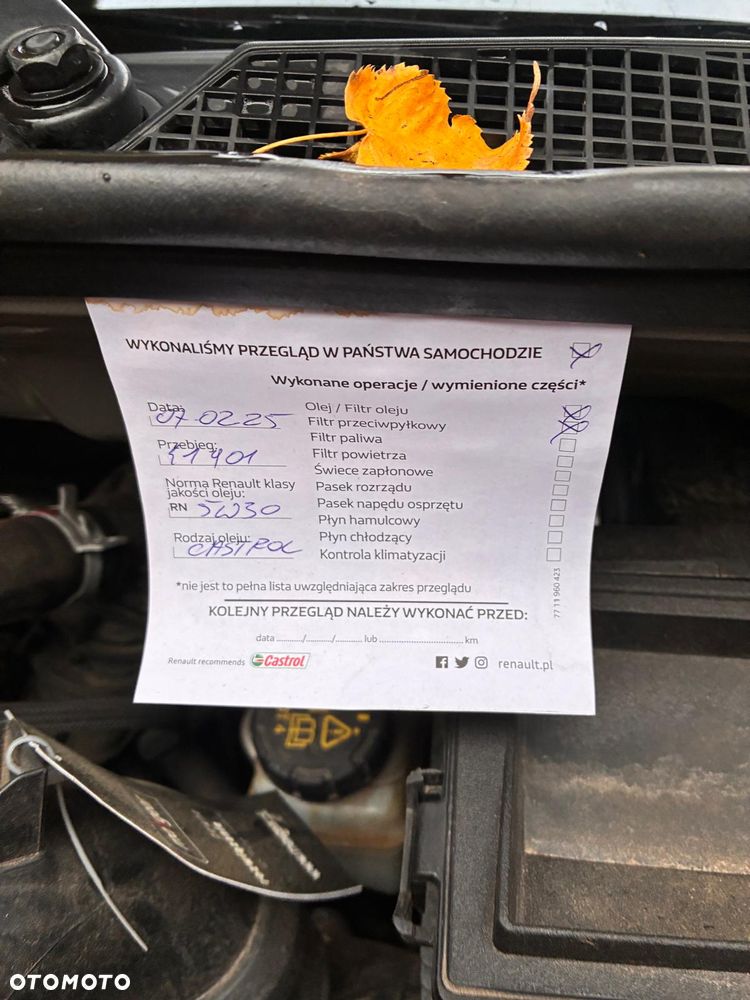 WYKONALIŚMY PRZEGLĄD W PAŃSTWA SAMOCHODZIE
Wykonane operacje / wymienione części*
Data:
07.02.25
Przebieg:
41401
Norma Renault klasy
jakości oleju:
RN 5W30
Rodzaj oleju:
CASTROL
Olej / Filtr oleju
Filtr przeciwpyłkowy
Filtr paliwa
Filtr powietrza
Świece zapłonowe
Pasek rozrządu
Pasek napędu osprzętu
Płyn hamulcowy
Płyn chłodzący
Kontrola klimatyzacji
*nie jest to pełna lista uwzględniająca zakres przeglądu
77 11 960 423
KOLEJNY PRZEGLĄD NALEŻY WYKONAĆ PRZED:
data ........../........../.......... lub .............................. km
Renault recommends Castrol
renault.pl
OTOMOTO